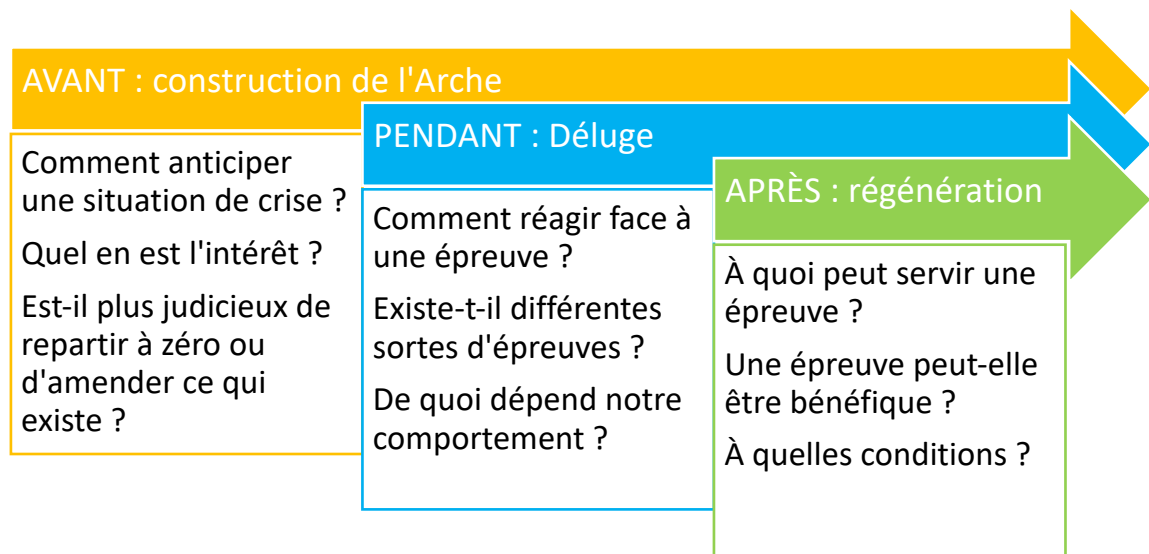 AVANT : construction de l'Arche
Comment anticiper
une situation de crise ?
Quel en est l'intérêt ?
Est-il plus judicieux de
repartir à zéro ou
d'amender ce qui
existe ?
PENDANT : Déluge
Comment réagir face à
une épreuve ?
Existe-t-il différentes
sortes d'épreuves ?
De quoi dépend notre
comportement ?
APRÈS : régénération
À quoi peut servir une
épreuve ?
Une épreuve peut-elle
être bénéfique ?
À quelles conditions ?